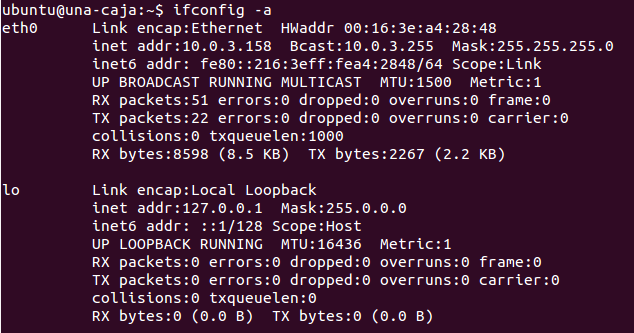 ubuntu@una-caja:~$ ifconfig -a
eth0      Link encap:Ethernet  HWaddr 00:16:3e:a4:28:48
          inet addr:10.0.3.158  Bcast:10.0.3.255  Mask:255.255.255.0
          inet6 addr: fe80::216:3eff:fea4:2848/64 Scope:Link
          UP BROADCAST RUNNING MULTICAST  MTU:1500  Metric:1
          RX packets:51 errors:0 dropped:0 overruns:0 frame:0
          TX packets:22 errors:0 dropped:0 overruns:0 carrier:0
          collisions:0 txqueuelen:1000
          RX bytes:8598 (8.5 KB)  TX bytes:2267 (2.2 KB)

lo        Link encap:Local Loopback
          inet addr:127.0.0.1  Mask:255.0.0.0
          inet6 addr: ::1/128 Scope:Host
          UP LOOPBACK RUNNING  MTU:16436  Metric:1
          RX packets:0 errors:0 dropped:0 overruns:0 frame:0
          TX packets:0 errors:0 dropped:0 overruns:0 carrier:0
          collisions:0 txqueuelen:0
          RX bytes:0 (0.0 B)  TX bytes:0 (0.0 B)